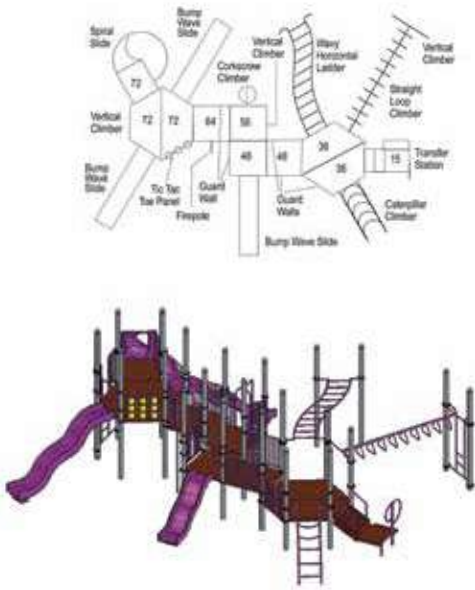 Spiral
Slide
Bump
Wave
Slide
Corkscrew
Climber
Vertical
Climber
Wavy
Horizontal
Ladder
Vertical
Climber
Straight
Loop
Climber
72
Vertical
Climber
72
72
64
56
48
48
36
36
15
Transfer
Station
Bump
Wave
Slide
Tic Tac
Toe Panel
Firepole
Guard
Wall
Guard
Walls
Bump Wave Slide
Caterpillar
Climber